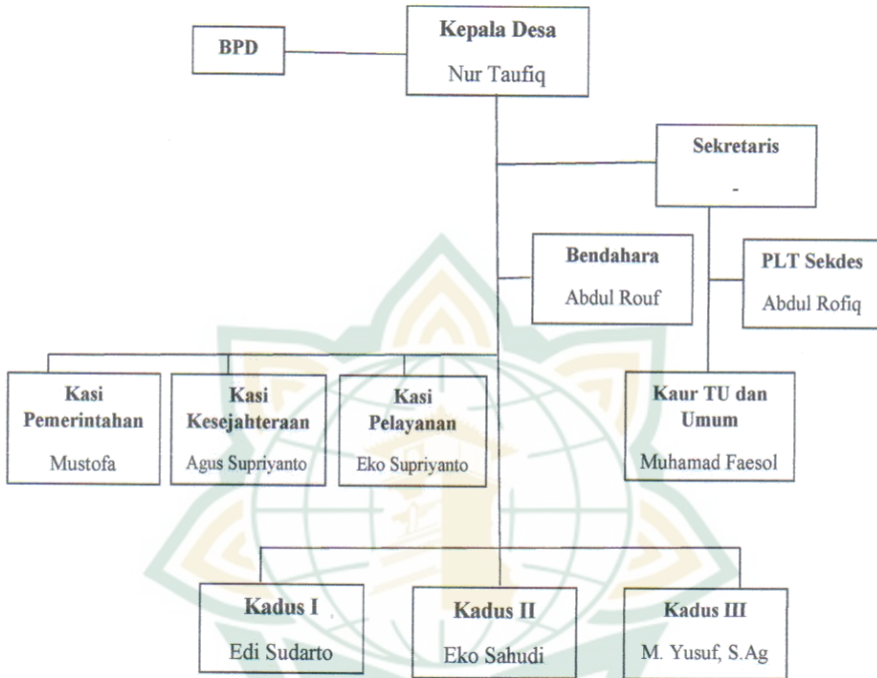 Kepala Desa
Nur Taufiq
BPD
Sekretaris
-
Bendahara
Abdul Rouf
PLT Sekdes
Abdul Rofiq
Kasi
Pemerintahan
Mustofa
Kasi
Kesejahteraan
Agus Supriyanto
Kasi
Pelayanan
Eko Supriyanto
Kaur TU dan
Umum
Muhamad Faesol
Kadus I
Edi Sudarto
Kadus II
Eko Sahudi
Kadus III
M. Yusuf, S.Ag